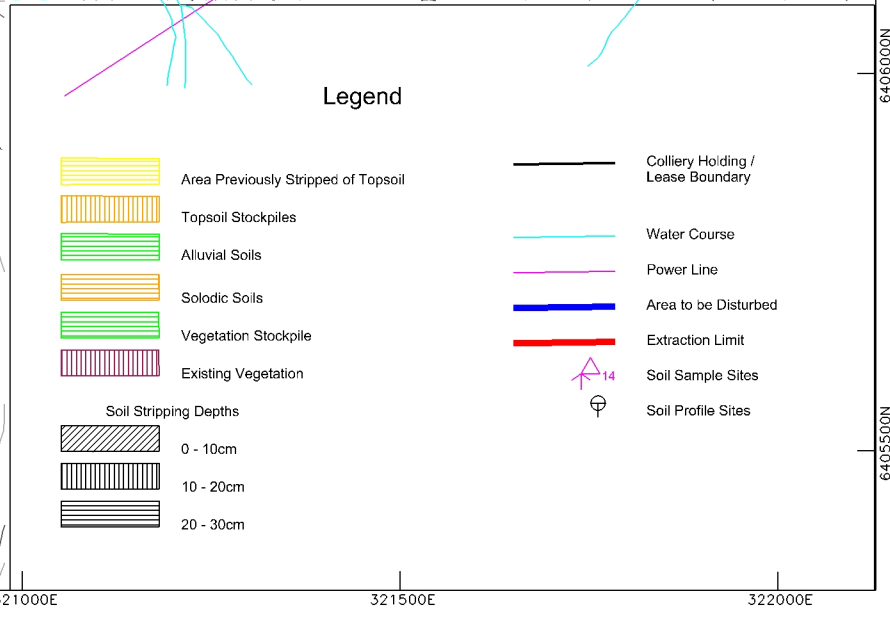 Legend
Area Previously Stripped of Topsoil
Topsoil Stockpiles
Alluvial Soils
Solodic Soils
Vegetation Stockpile
Existing Vegetation
Soil Stripping Depths
0 - 10cm
10 - 20cm
20 - 30cm
Colliery Holding /
Lease Boundary
Water Course
Power Line
Area to be Disturbed
Extraction Limit
14
Soil Sample Sites
Soil Profile Sites
6406000N
6405500N
21000E
321500E
322000E